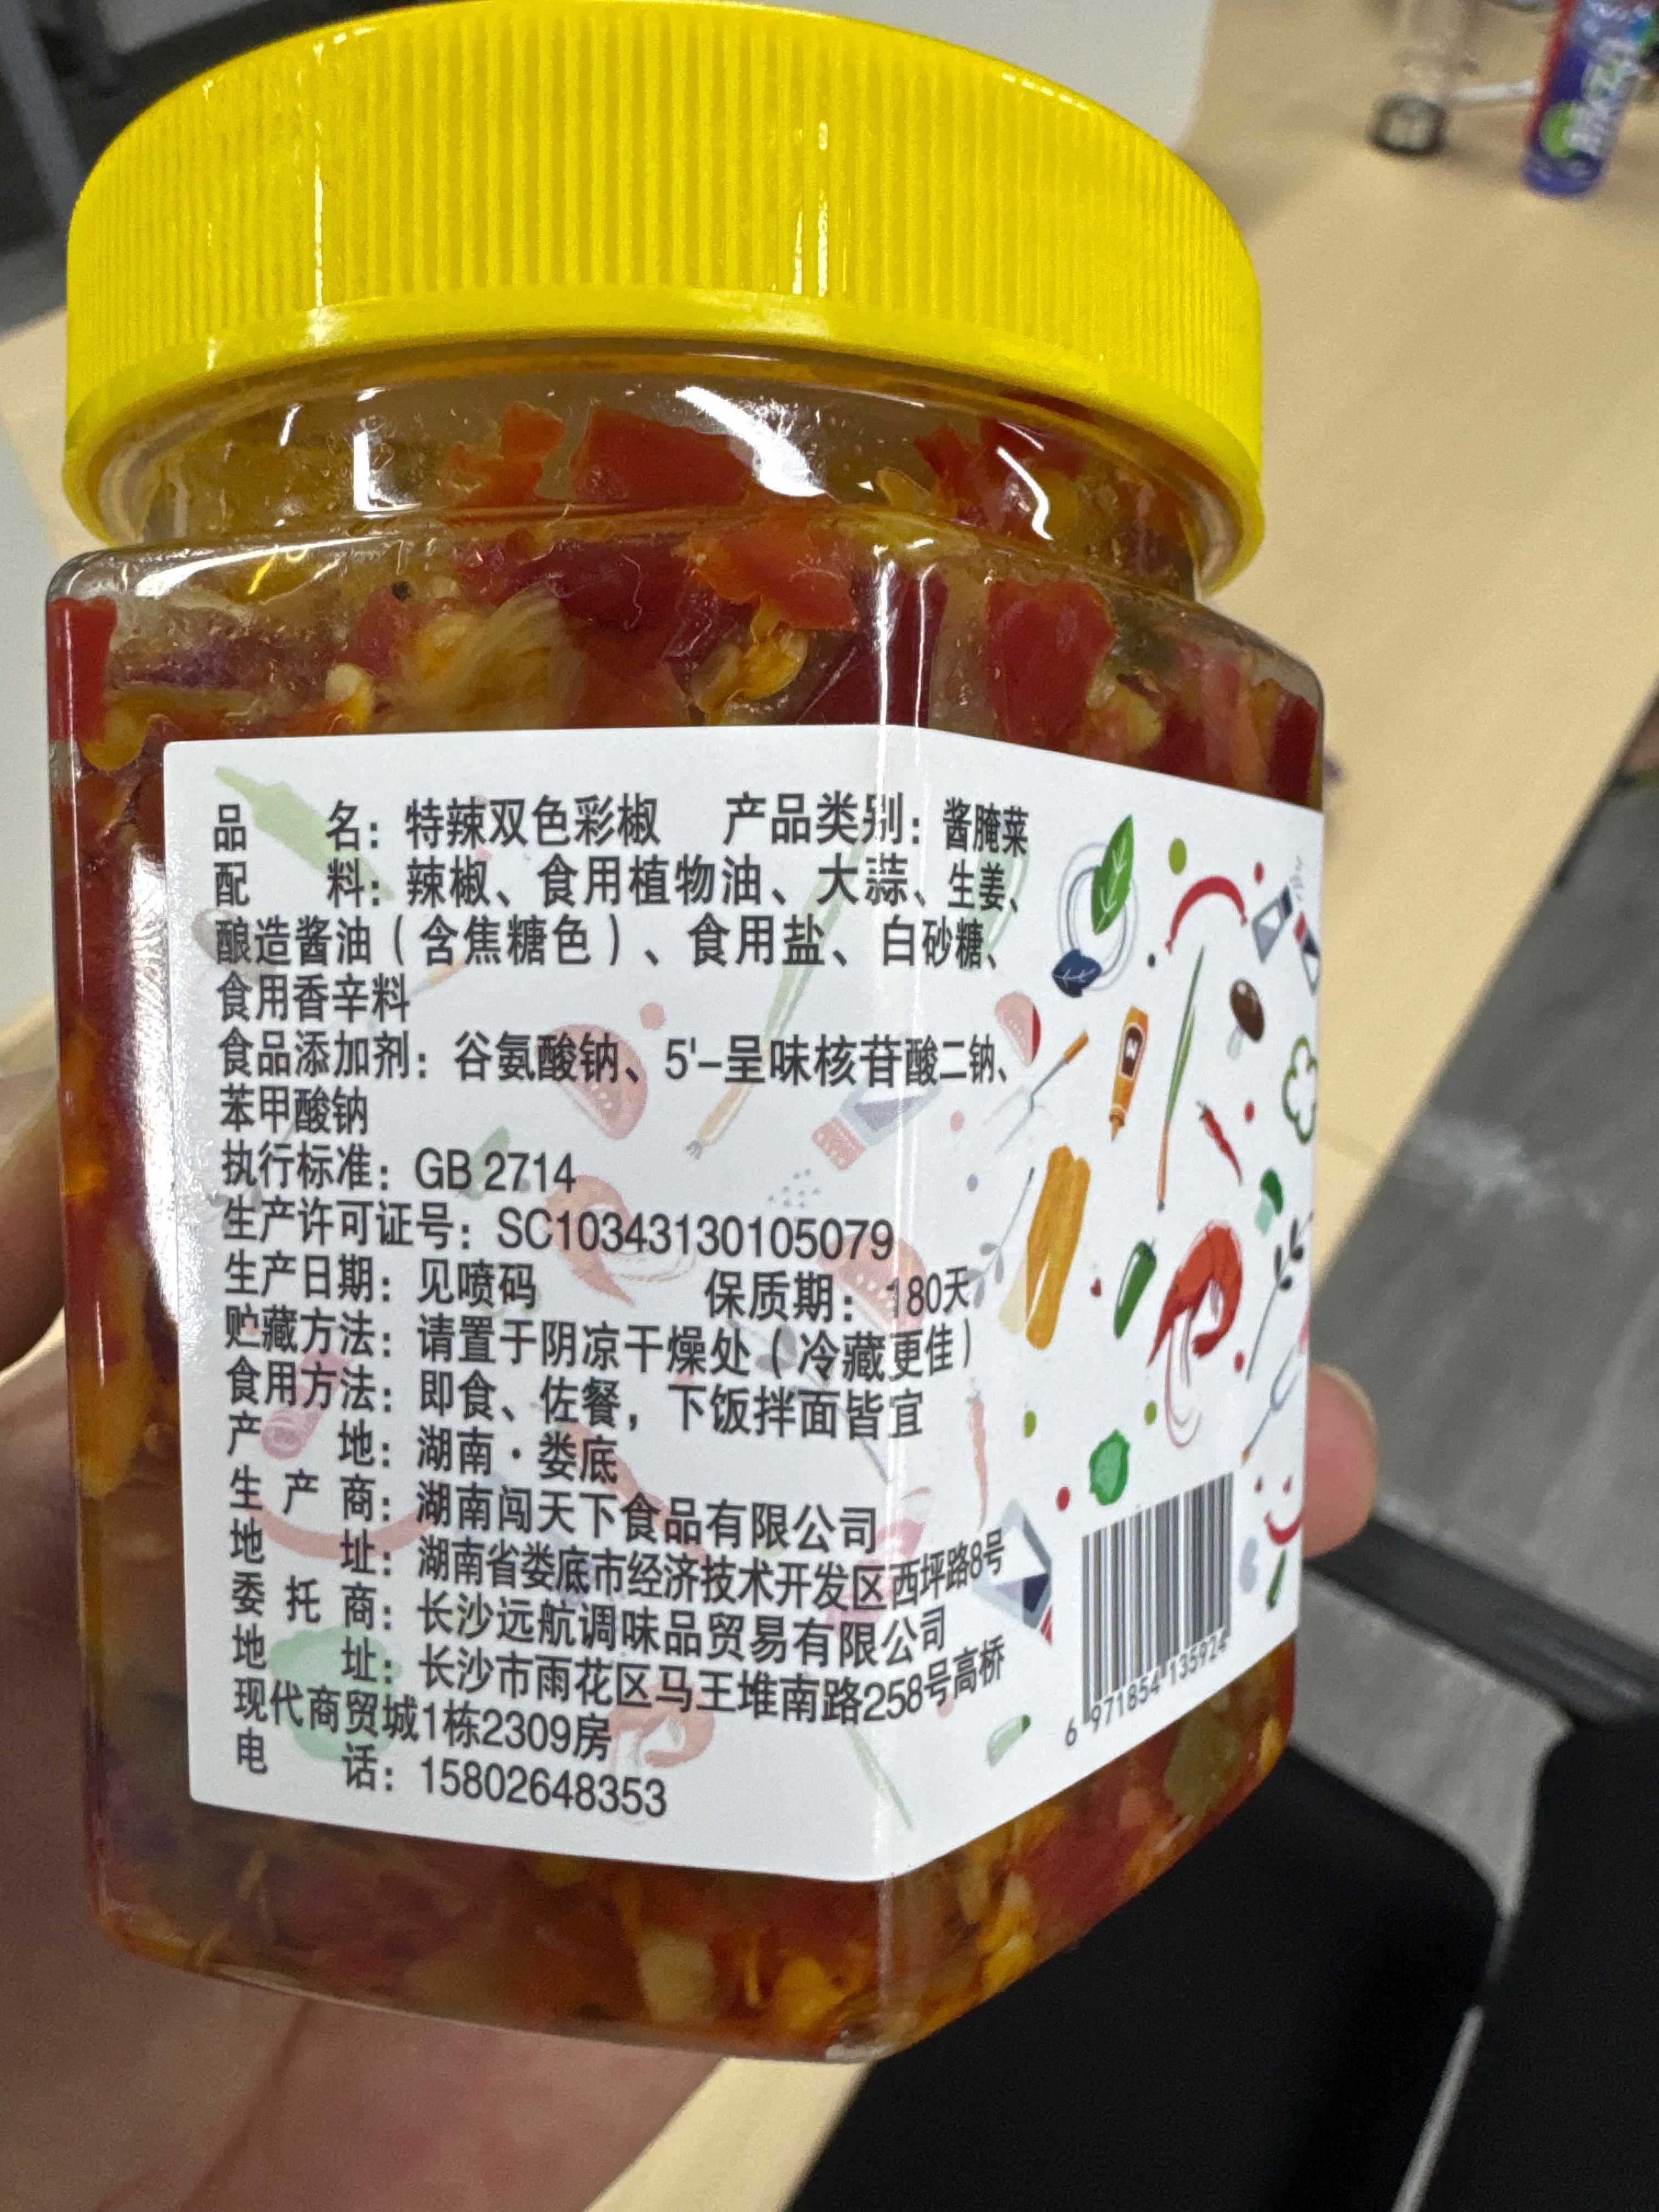 品名：特辣双色彩椒 产品类别：酱腌菜
配料：辣椒、食用植物油、大蒜、生姜、
酿造酱油（含焦糖色）、食用盐、白砂糖、
食用香辛料
食品添加剂：谷氨酸钠、5'-呈味核苷酸二钠、
苯甲酸钠
执行标准：GB 2714
生产许可证号：SC10343130105079
生产日期：见喷码 保质期：180天
贮藏方法：请置于阴凉干燥处（冷藏更佳）
食用方法：即食、佐餐，下饭拌面皆宜
产地：湖南·娄底
生产商：湖南闯天下食品有限公司
地址：湖南省娄底市经济技术开发区西坪路8号
委托商：长沙远航调味品贸易有限公司
地址：长沙市雨花区马王堆南路258号高桥
现代商贸城1栋2309房
电话：15802648353
6 971854 135924